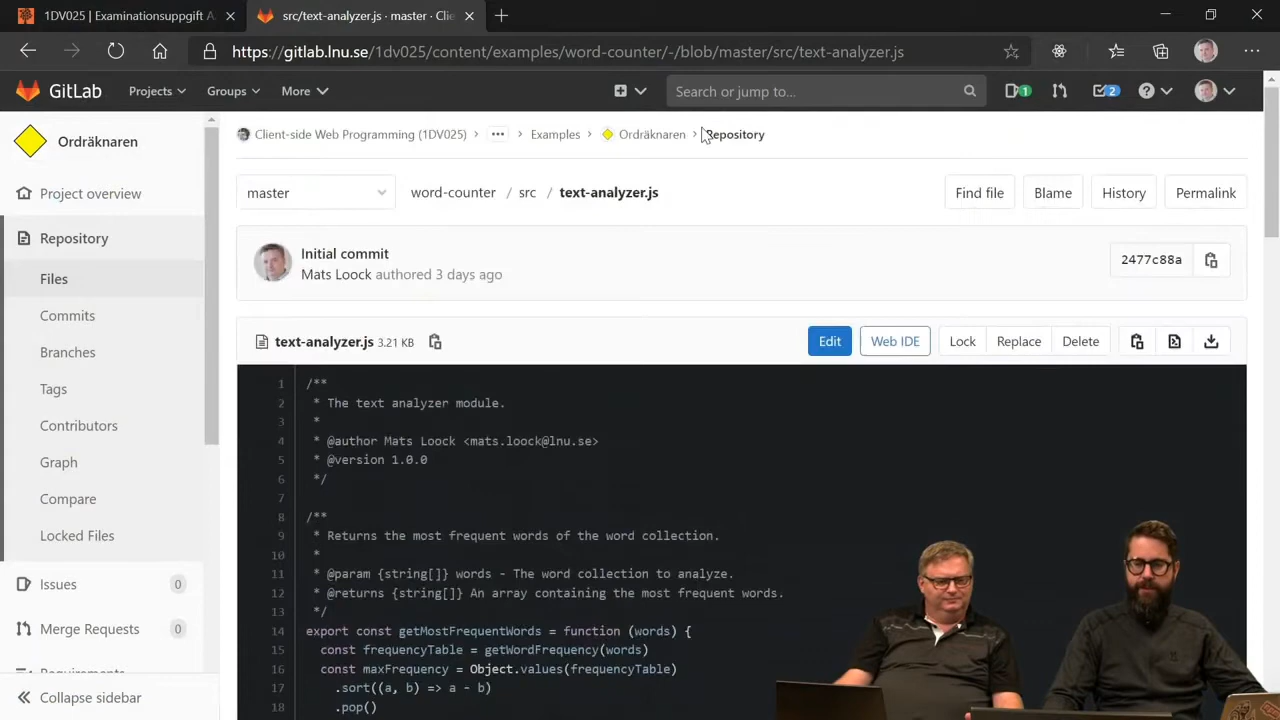 1DV025 | Examinationsuppgift A
src/text-analyzer.js · master · Clie
https://gitlab.lnu.se/1dv025/content/examples/word-counter/-/blob/master/src/text-analyzer.js
GitLab
Projects
Groups
More
Search or jump to...
1
2
Ordräknaren
Project overview
Repository
Files
Commits
Branches
Tags
Contributors
Graph
Compare
Locked Files
Issues 0
Merge Requests 0
Collapse sidebar
Client-side Web Programming (1DV025) > ... > Examples > Ordräknaren > Repository
master
word-counter / src / text-analyzer.js
Find file
Blame
History
Permalink
Initial commit
Mats Loock authored 3 days ago
2477c88a
text-analyzer.js 3.21 KB
Edit
Web IDE
Lock
Replace
Delete
1 /**
2 * The text analyzer module.
3 *
4 * @author Mats Loock <mats.loock@lnu.se>
5 * @version 1.0.0
6 */
7
8 /**
9 * Returns the most frequent words of the word collection.
10 *
11 * @param {string[]} words - The word collection to analyze.
12 * @returns {string[]} An array containing the most frequent words.
13 */
14 export const getMostFrequentWords = function (words) {
15 const frequencyTable = getWordFrequency(words)
16 const maxFrequency = Object.values(frequencyTable)
17 .sort((a, b) => a - b)
18 .pop()